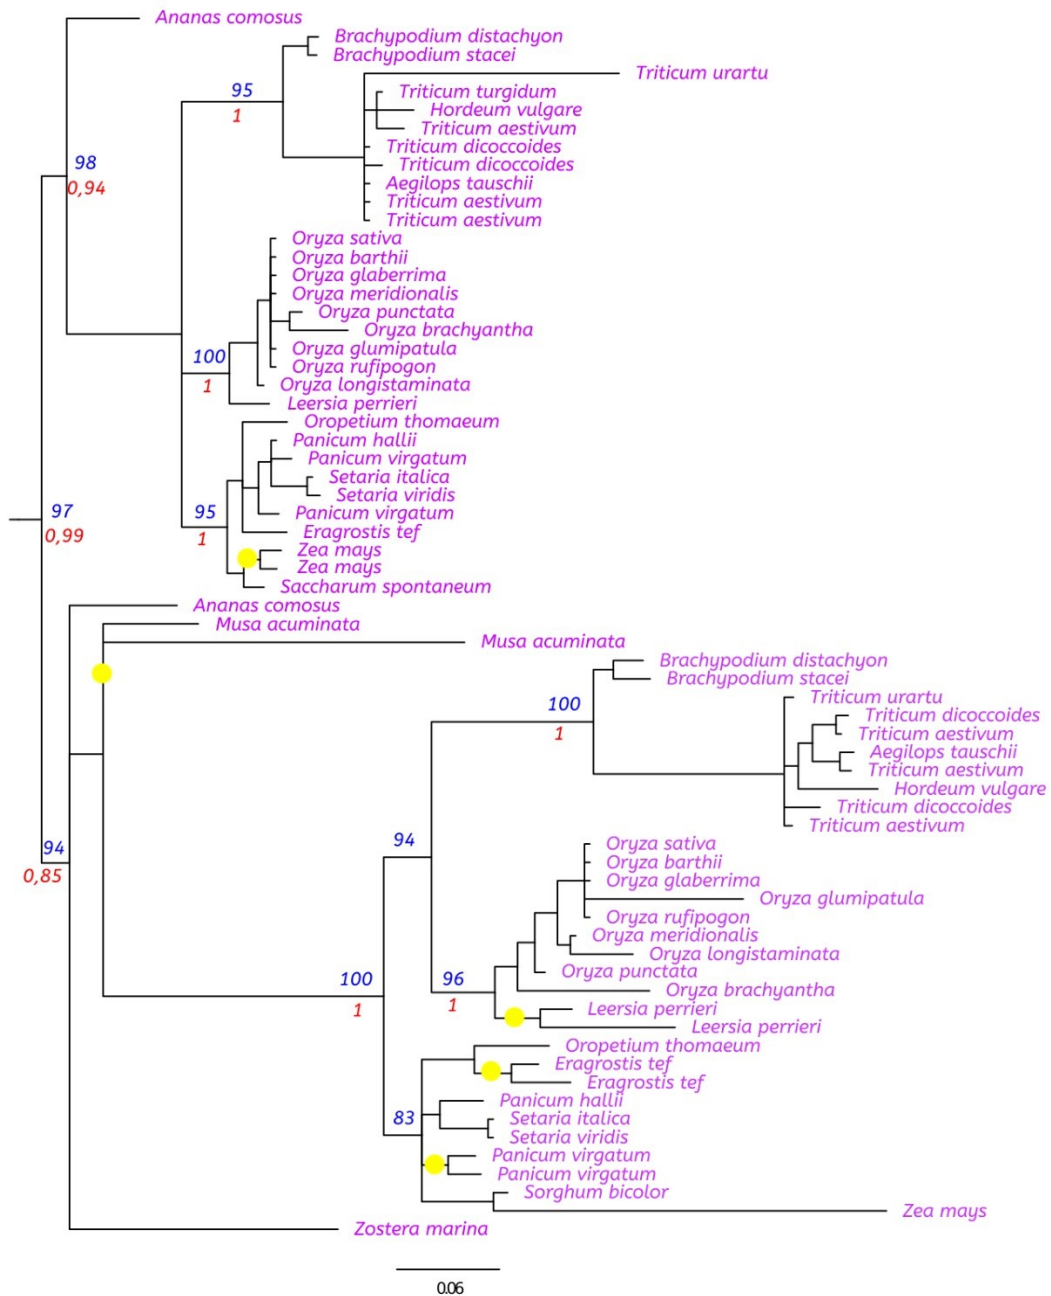 Ananas comosus
Brachypodium distachyon
95
Brachypodium stacei
1
Triticum urartu
Triticum turgidum
Hordeum vulgare
Triticum aestivum
Triticum dicoccoides
98
Triticum dicoccoides
0,94
Aegilops tauschii
Triticum aestivum
Triticum aestivum
Oryza sativa
Oryza barthii
Oryza glaberrima
Oryza meridionalis
Oryza punctata
Oryza brachyantha
100
Oryza glumipatula
1
Oryza rufipogon
Oryza longistaminata
Leersia perrieri
Oropetium thomaeum
Panicum hallii
Panicum virgatum
Setaria italica
Setaria viridis
97
95
Panicum virgatum
0,99
1
Eragrostis tef
Zea mays
Zea mays
Saccharum spontaneum
Ananas comosus
Musa acuminata
Musa acuminata
Brachypodium distachyon
Brachypodium stacei
100
Triticum urartu
1
Triticum dicoccoides
Triticum aestivum
Aegilops tauschii
Triticum aestivum
Hordeum vulgare
Triticum dicoccoides
Triticum aestivum
94
94
Oryza sativa
0,85
Oryza barthii
Oryza glaberrima
Oryza glumipatula
Oryza rufipogon
Oryza meridionalis
Oryza longistaminata
100
96
Oryza punctata
1
1
Oryza brachyantha
Leersia perrieri
Leersia perrieri
Oropetium thomaeum
Eragrostis tef
Eragrostis tef
83
Panicum hallii
Setaria italica
Setaria viridis
Panicum virgatum
Panicum virgatum
Sorghum bicolor
Zea mays
Zostera marina
0.06